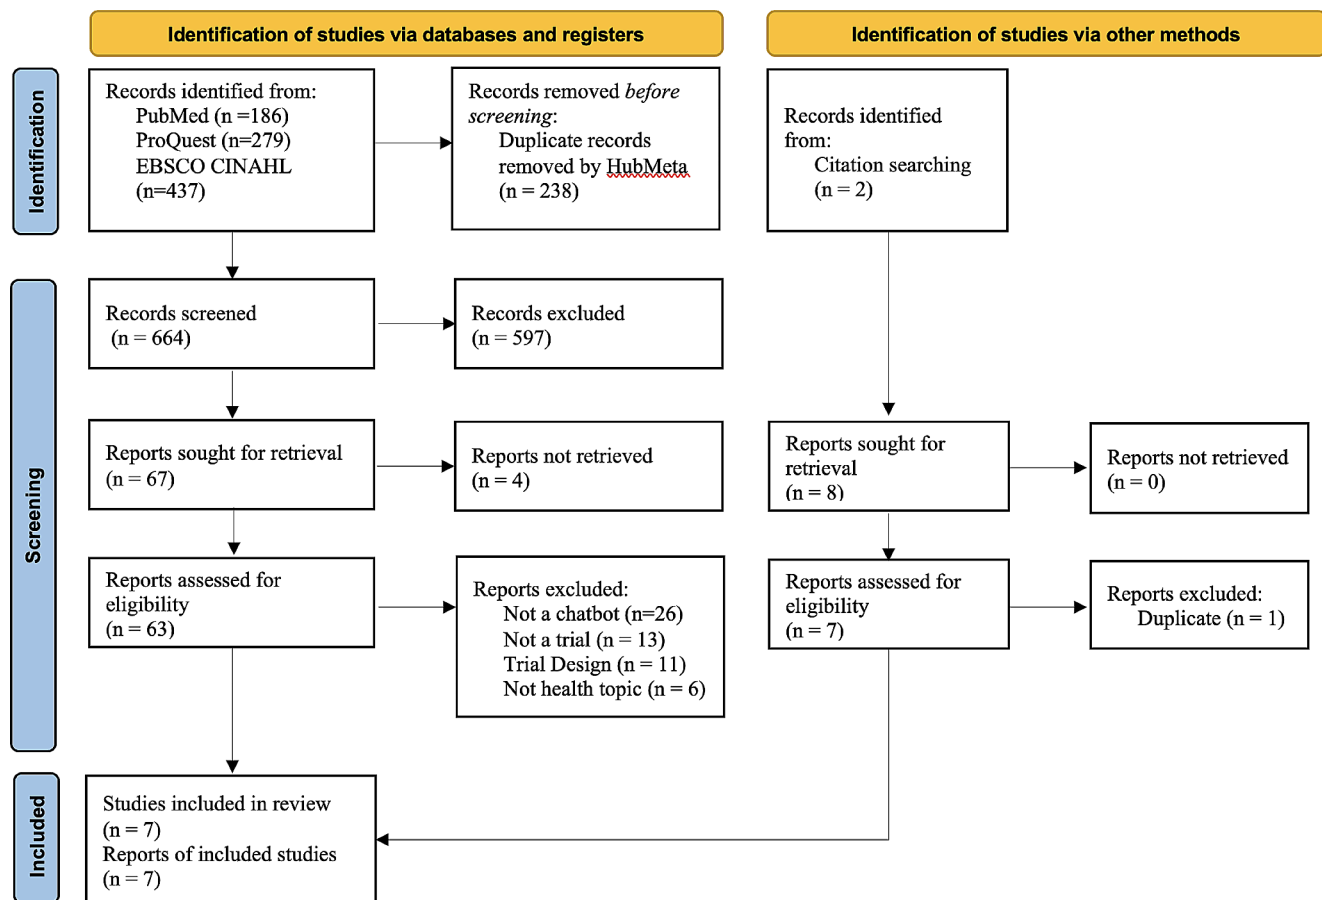 Identification of studies via databases and registers
Identification of studies via other methods
Identification
Records identified from:
PubMed (n =186)
ProQuest (n=279)
EBSCO CINAHL
(n=437)
Records removed before
screening:
Duplicate records
removed by HubMeta
(n = 238)
Records identified
from:
Citation searching
(n = 2)
Screening
Records screened
(n = 664)
Records excluded
(n = 597)
Reports sought for retrieval
(n = 67)
Reports not retrieved
(n = 4)
Reports sought for
retrieval
(n = 8)
Reports not retrieved
(n = 0)
Reports assessed for
eligibility
(n = 63)
Reports excluded:
Not a chatbot (n=26)
Not a trial (n = 13)
Trial Design (n = 11)
Not health topic (n = 6)
Reports assessed for
eligibility
(n = 7)
Reports excluded:
Duplicate (n = 1)
Included
Studies included in review
(n = 7)
Reports of included studies
(n = 7)